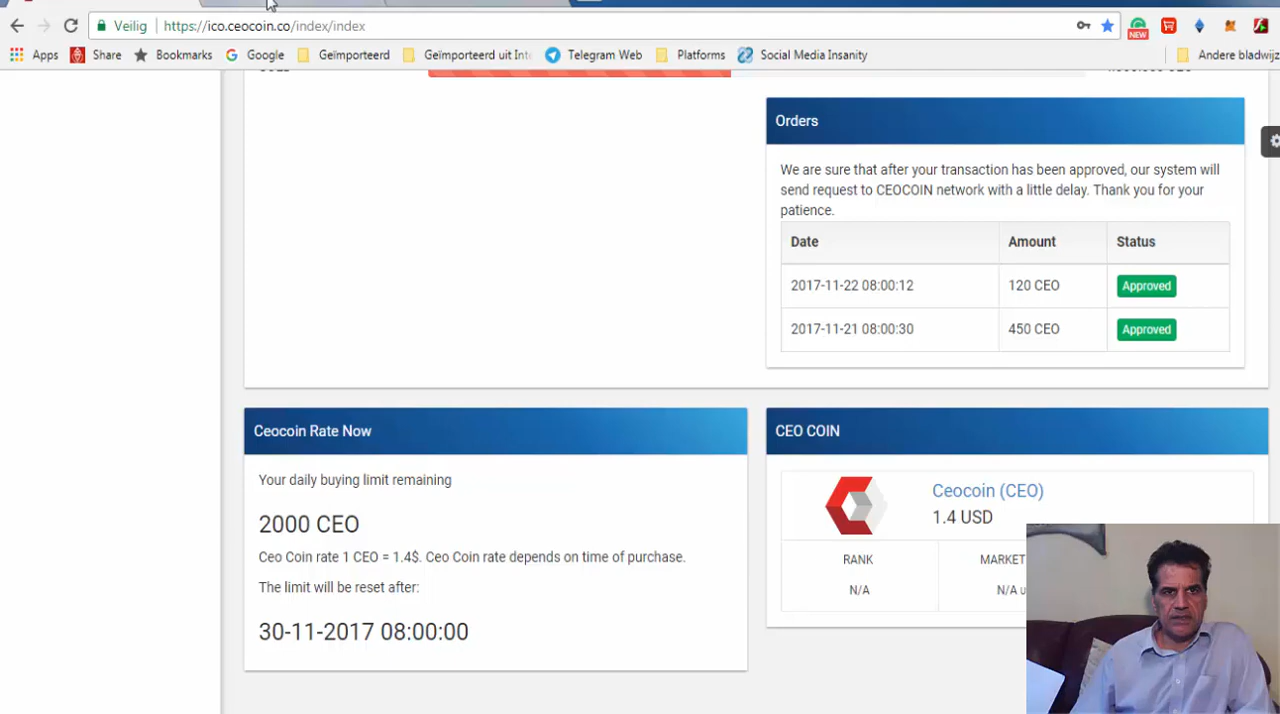 Veilig https://ico.ceocoin.co/index/index
NEW
Apps Share Bookmarks Google Geïmporteerd Geïmporteerd uit Int Telegram Web Platforms Social Media Insanity Andere bladwijz
Orders
We are sure that after your transaction has been approved, our system will
send request to CEOCOIN network with a little delay. Thank you for your
patience.
Date Amount Status
2017-11-22 08:00:12 120 CEO Approved
2017-11-21 08:00:30 450 CEO Approved
Ceocoin Rate Now
Your daily buying limit remaining
2000 CEO
Ceo Coin rate 1 CEO = 1.4$. Ceo Coin rate depends on time of purchase.
The limit will be reset after:
30-11-2017 08:00:00
CEO COIN
Ceocoin (CEO)
1.4 USD
RANK MARKET
N/A N/A u